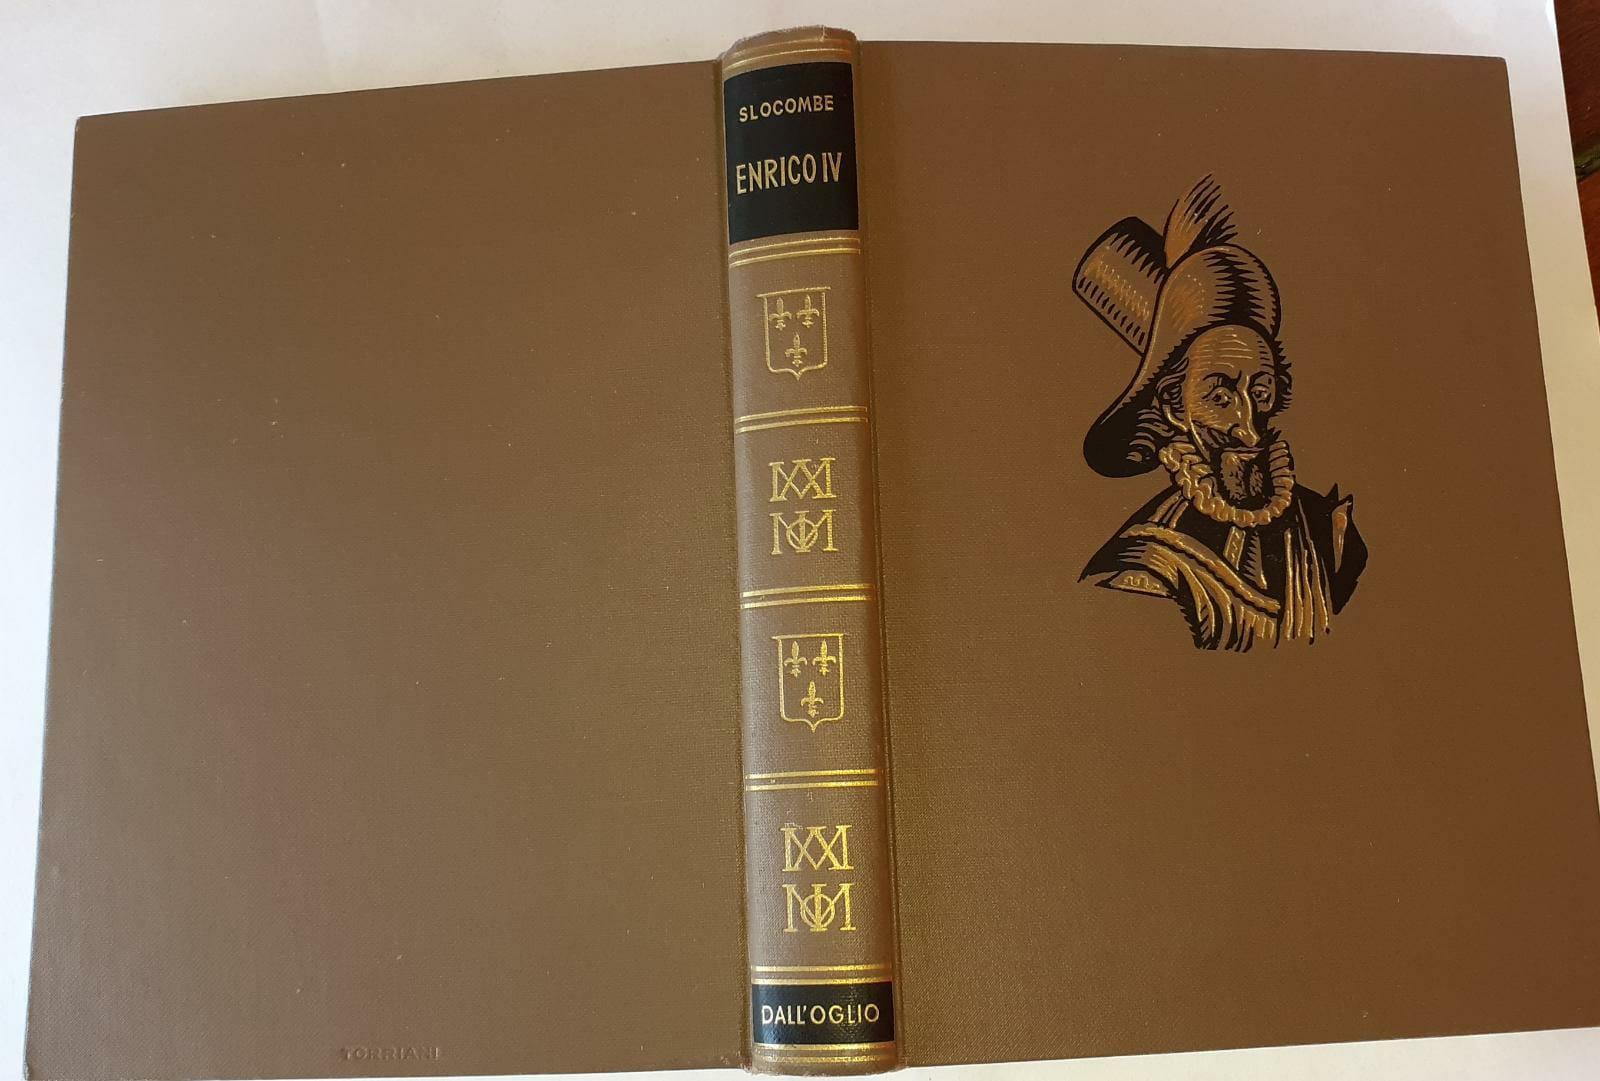 SLOCOMBE
ENRICO IV
DALL'OGLIO
TORRIANI